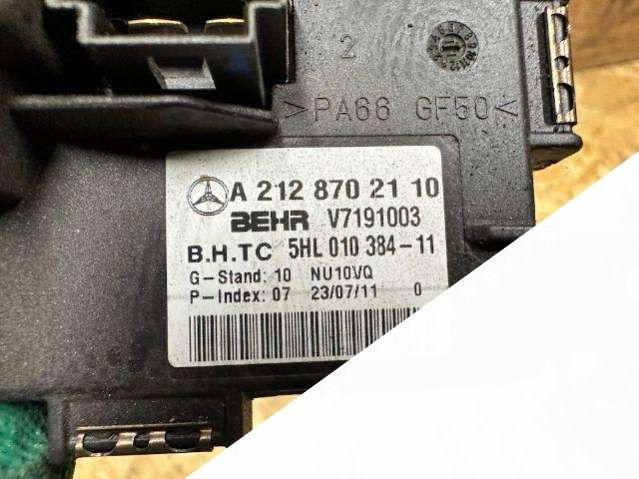 2
>PA66 GF50<
A 212 870 21 10
BEHR V7191003
B.H.TC 5HL 010 384-11
G-Stand: 10 NU10VQ
P-Index: 07 23/07/11 0